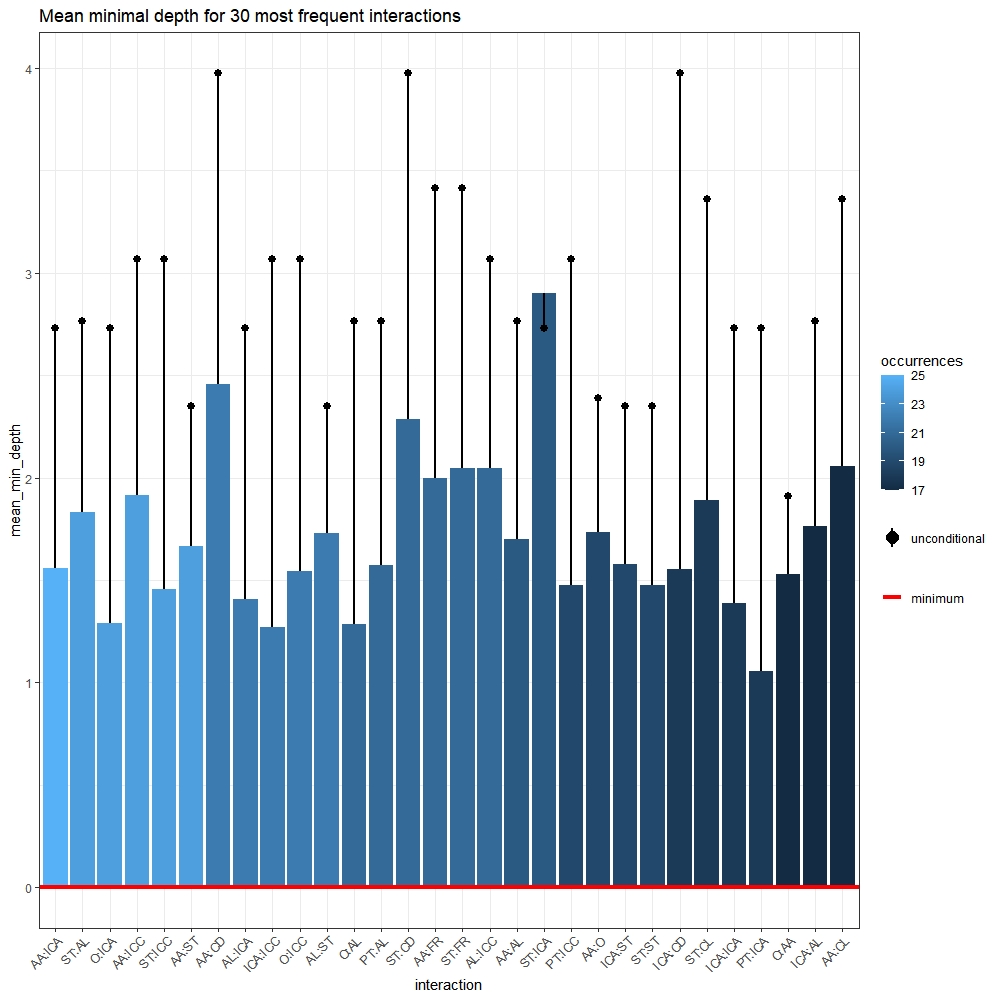 Mean minimal depth for 30 most frequent interactions
mean_min_depth
4
3
2
1
0
AA:ICA
ST:AL
O:ICA
AA:ICC
ST:ICC
AA:ST
AA:CD
AL:ICA
ICA:ICC
O:ICC
AL:ST
O:AL
PT:AL
ST:CD
AA:FR
ST:FR
AL:ICC
AA:AL
ST:ICA
PT:ICC
AA:O
ICA:ST
ST:ST
ICA:CD
ST:CL
ICA:ICA
PT:ICA
O:AA
ICA:AL
AA:CL
interaction
occurrences
25
23
21
19
17
unconditional
minimum